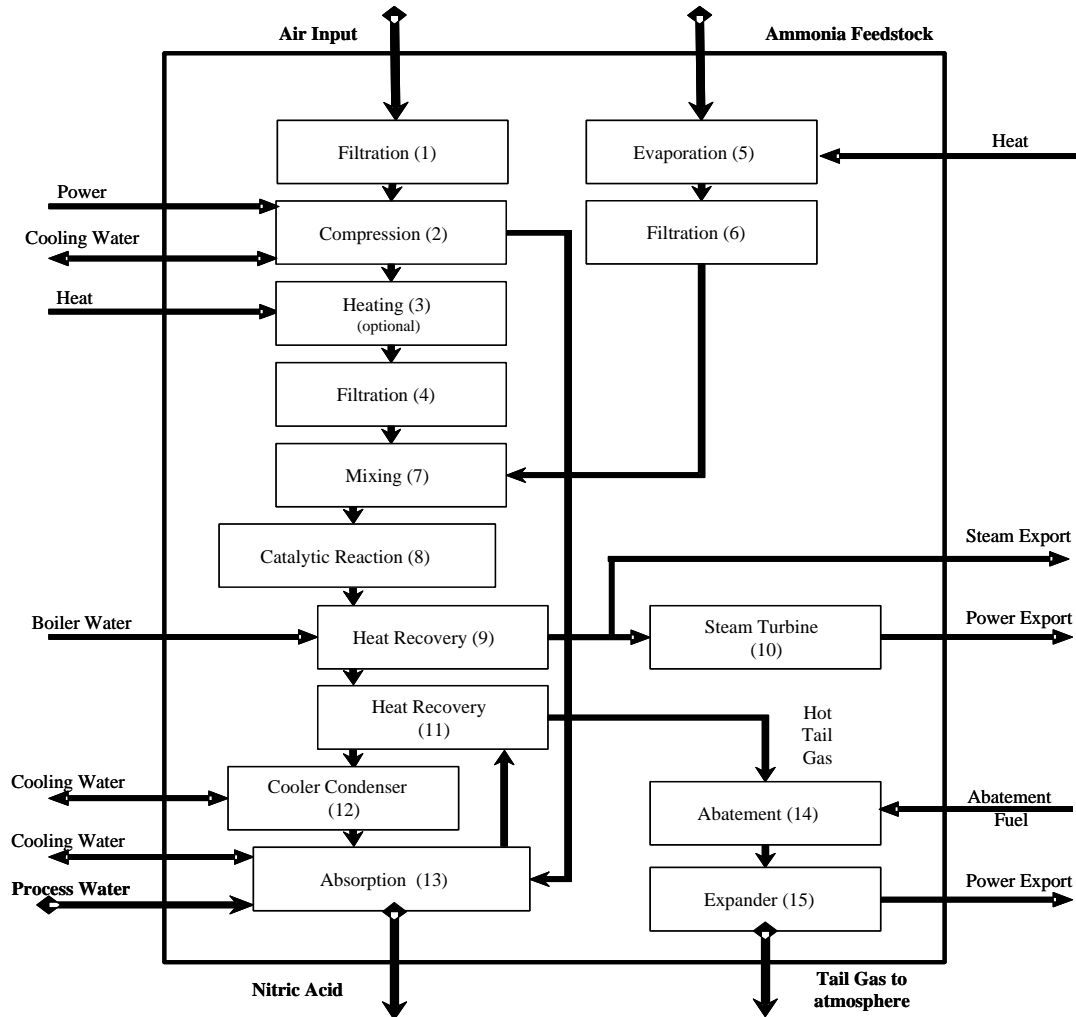 Air Input
Ammonia Feedstock
Filtration (1)
Evaporation (5)
Heat
Power
Cooling Water
Compression (2)
Filtration (6)
Heat
Heating (3)
(optional)
Filtration (4)
Mixing (7)
Catalytic Reaction (8)
Steam Export
Boiler Water
Heat Recovery (9)
Steam Turbine
(10)
Power Export
Heat Recovery
(11)
Hot
Tail
Gas
Cooling Water
Cooler Condenser
(12)
Abatement (14)
Abatement
Fuel
Cooling Water
Process Water
Absorption (13)
Expander (15)
Power Export
Nitric Acid
Tail Gas to
atmosphere